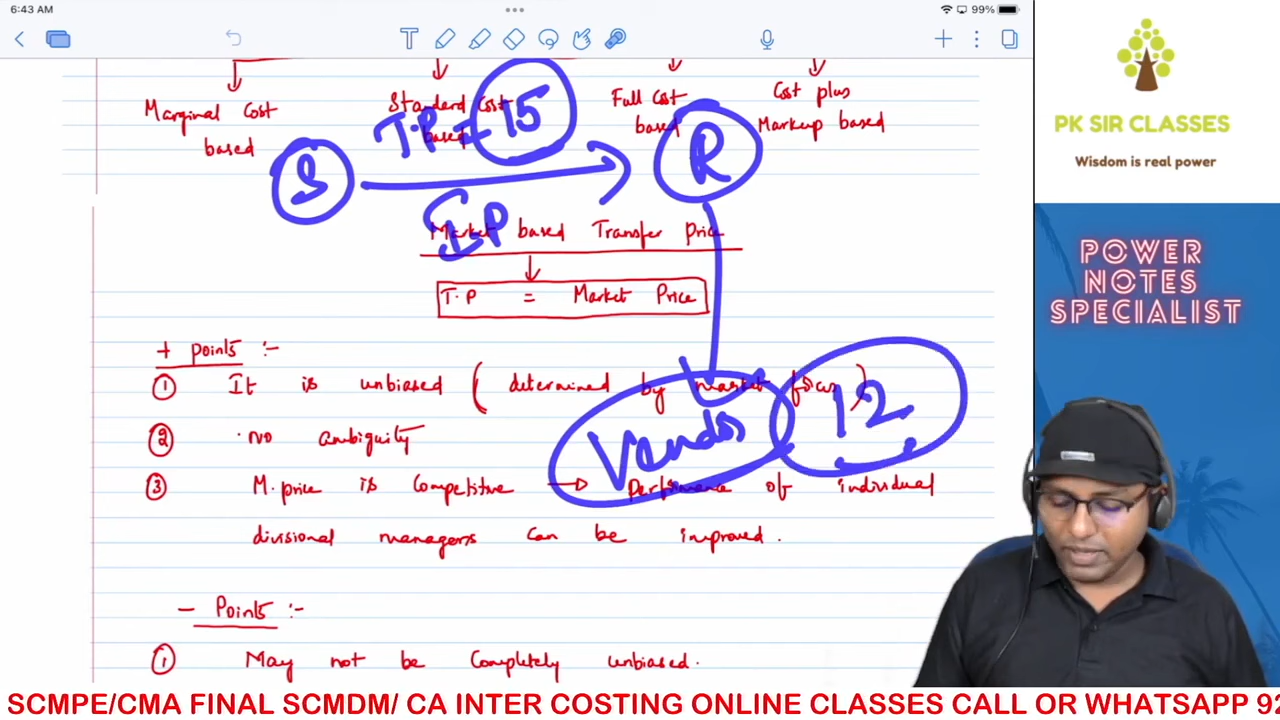 6:43 AM
99%
Marginal Cost
based
Standard Cost
based
Full Cost
based
Cost plus
Markup based
T.P = 15
S
R
I P
Market based Transfer Price
T.P = Market Price
+ points :-
① It is unbiased ( determined by market focus )
② no ambiguity
③ M.price is Competitive → Performance of individual
divisional managers can be improved.
Vendor 12
- Points :-
① May not be Completely unbiased.
PK SIR CLASSES
Wisdom is real power
POWER
NOTES
SPECIALIST
SCMPE/CMA FINAL SCMDM/ CA INTER COSTING ONLINE CLASSES CALL OR WHATSAPP 92